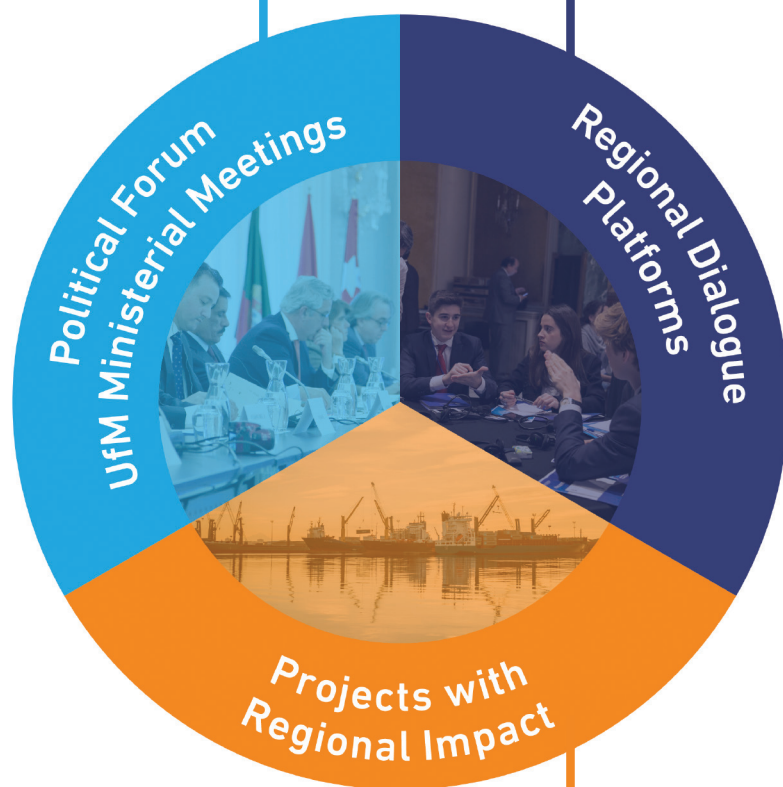 Political Forum
UfM Ministerial Meetings
Regional Dialogue
Platforms
Projects with
Regional Impact